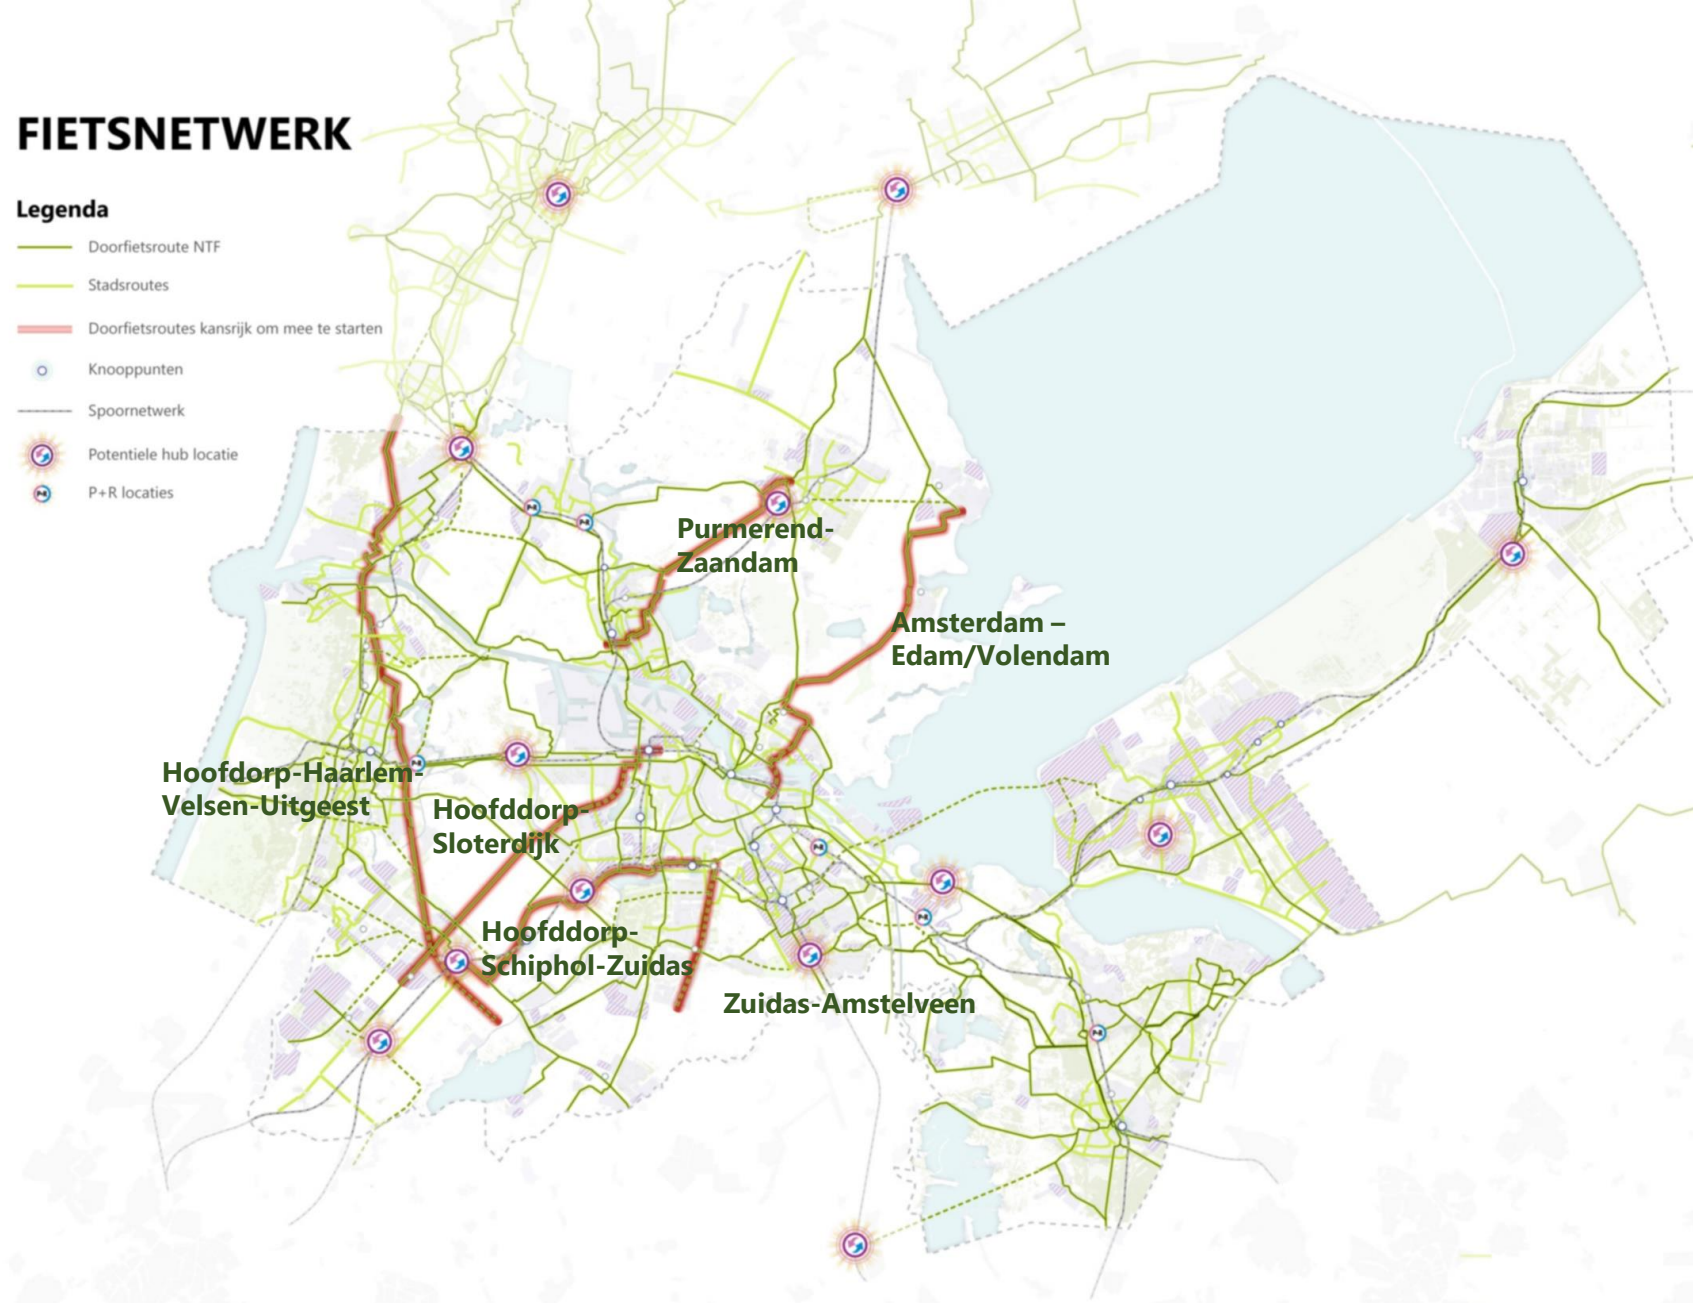 FIETSNETWERK
Legenda
Doorfietsroute NTF
Stadsroutes
Doorfietsroutes kansrijk om mee te starten
Knooppunten
Spoornetwerk
Potentiele hub locatie
P+R locaties
Purmerend-
Zaandam
Amsterdam –
Edam/Volendam
Hoofdorp-Haarlem-
Velsen-Uitgeest
Hoofddorp-
Sloterdijk
Hoofddorp-
Schiphol-Zuidas
Zuidas-Amstelveen